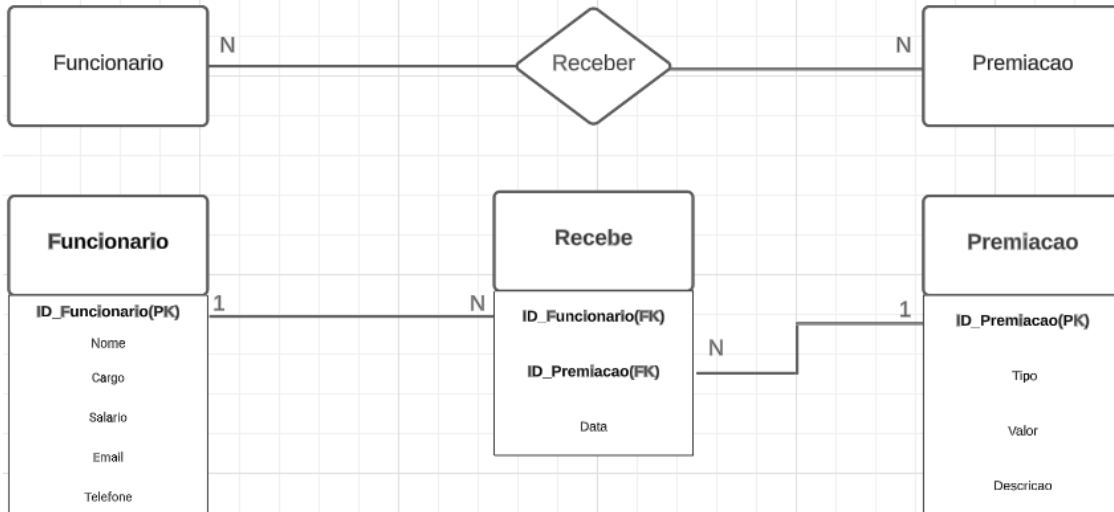 Funcionario
N
Receber
N
Premiacao
Funcionario
ID_Funcionario(PK)
Nome
Cargo
Salario
Email
Telefone
1
N
Recebe
ID_Funcionario(FK)
ID_Premiacao(FK)
Data
N
1
Premiacao
ID_Premiacao(PK)
Tipo
Valor
Descricao